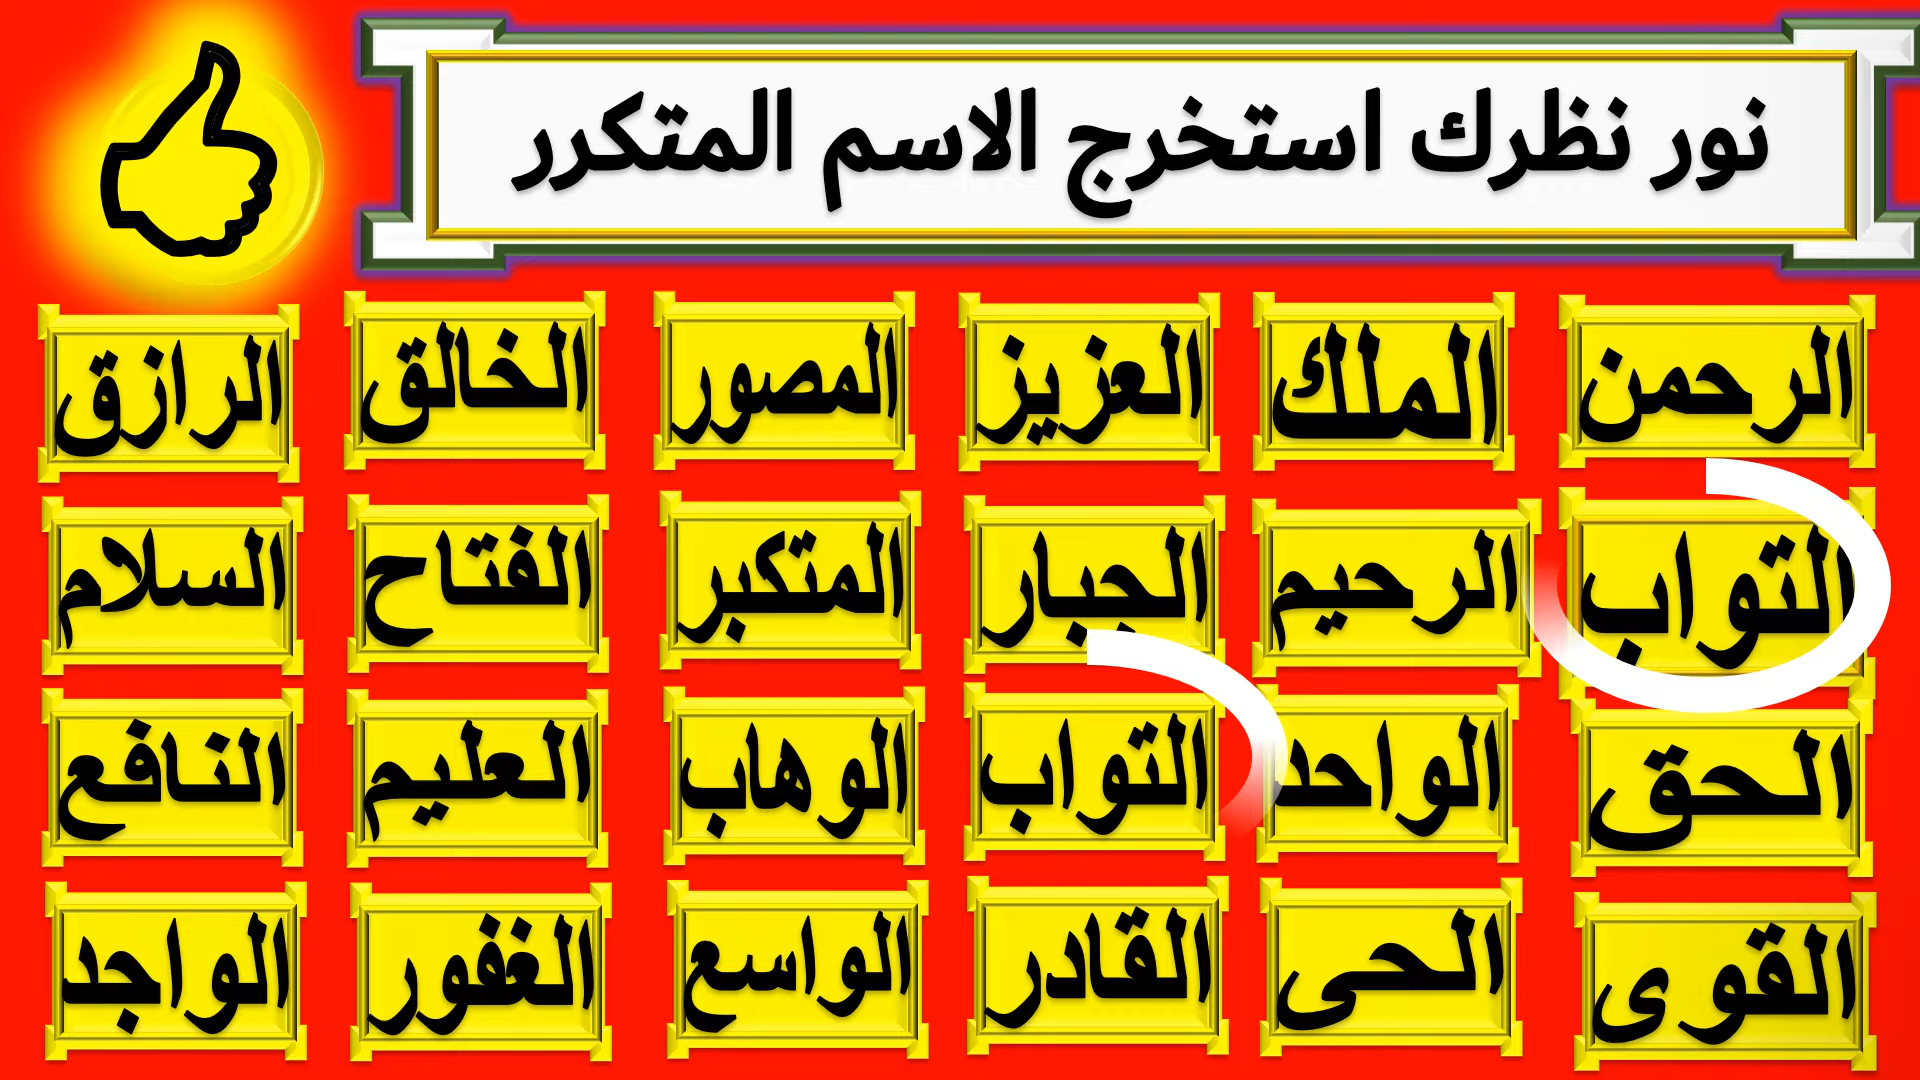 نور نظرك استخرج الاسم المتكرر
الرحمن الملك العزيز المصور الخالق الرازق
التواب الرحيم الجبار المتكبر الفتاح السلام
الحق الواحد التواب الوهاب العليم النافع
القوى الحى القادر الواسع الغفور الواجد